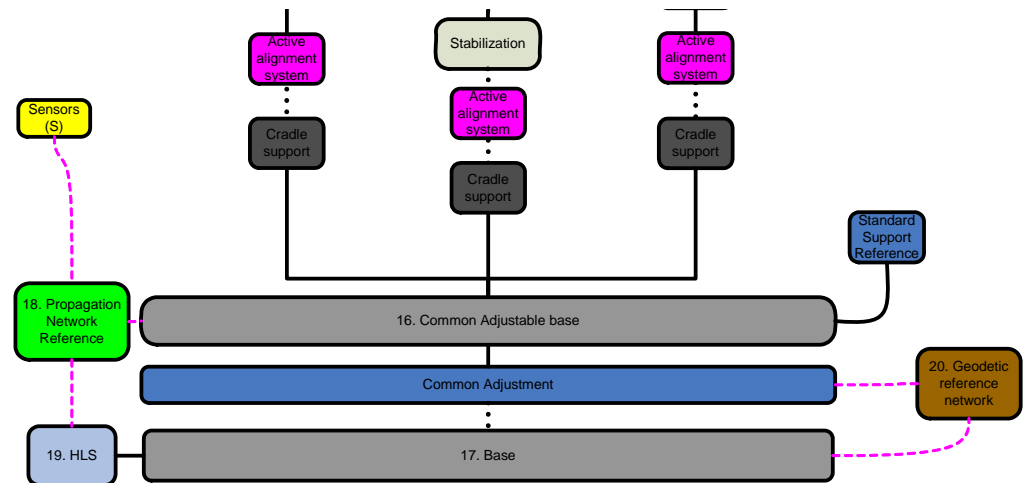 Active
alignment
system
Stabilization
Active
alignment
system
Sensors
(S)
Active
alignment
system
Cradle
support
Cradle
support
Cradle
support
Standard
Support
Reference
18. Propagation
Network
Reference
16. Common Adjustable base
20. Geodetic
reference
network
Common Adjustment
19. HLS
17. Base